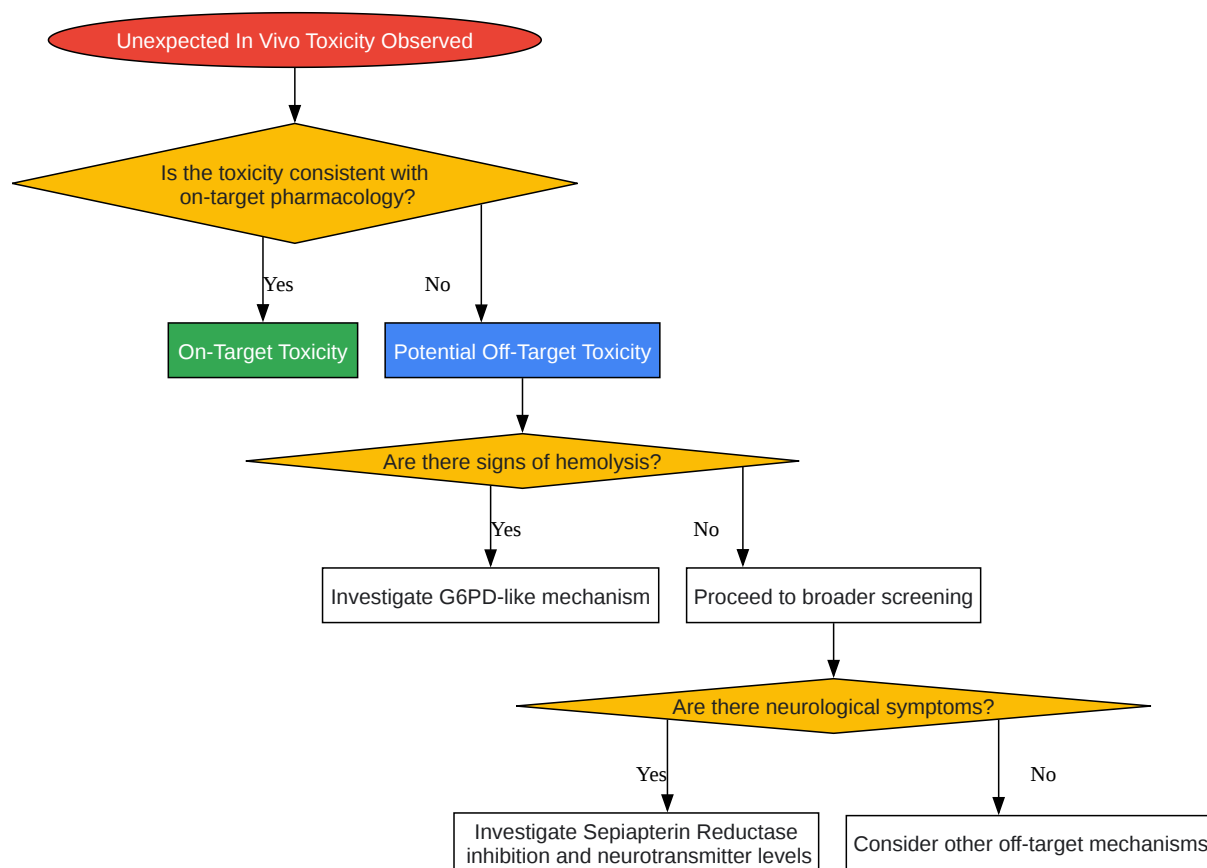 Unexpected In Vivo Toxicity Observed
Is the toxicity consistent with
on-target pharmacology?
Yes
No
On-Target Toxicity
Potential Off-Target Toxicity
Are there signs of hemolysis?
Yes
No
Investigate G6PD-like mechanism
Proceed to broader screening
Are there neurological symptoms?
Yes
No
Investigate Sepiapterin Reductase
inhibition and neurotransmitter levels
Consider other off-target mechanisms